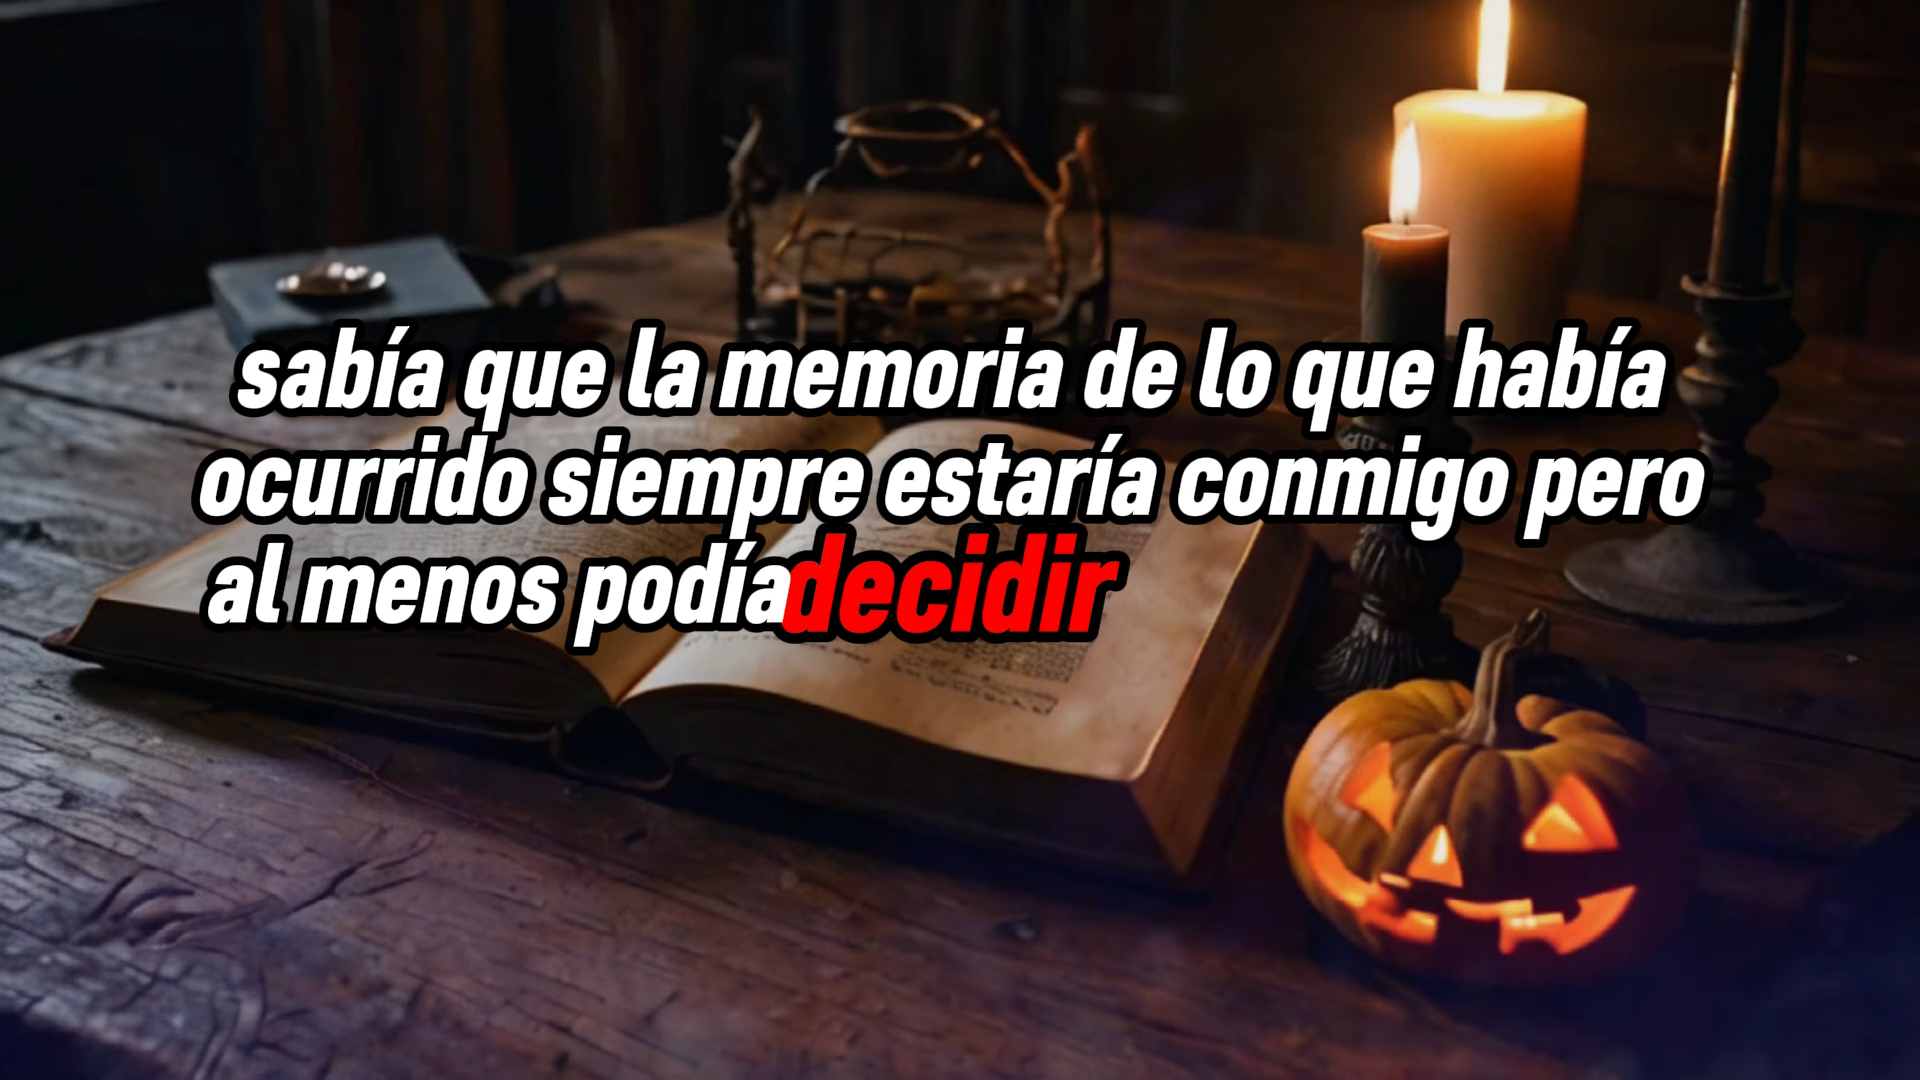 sabía que la memoria de lo que había
ocurrido siempre estaría conmigo pero
al menos podía decidir